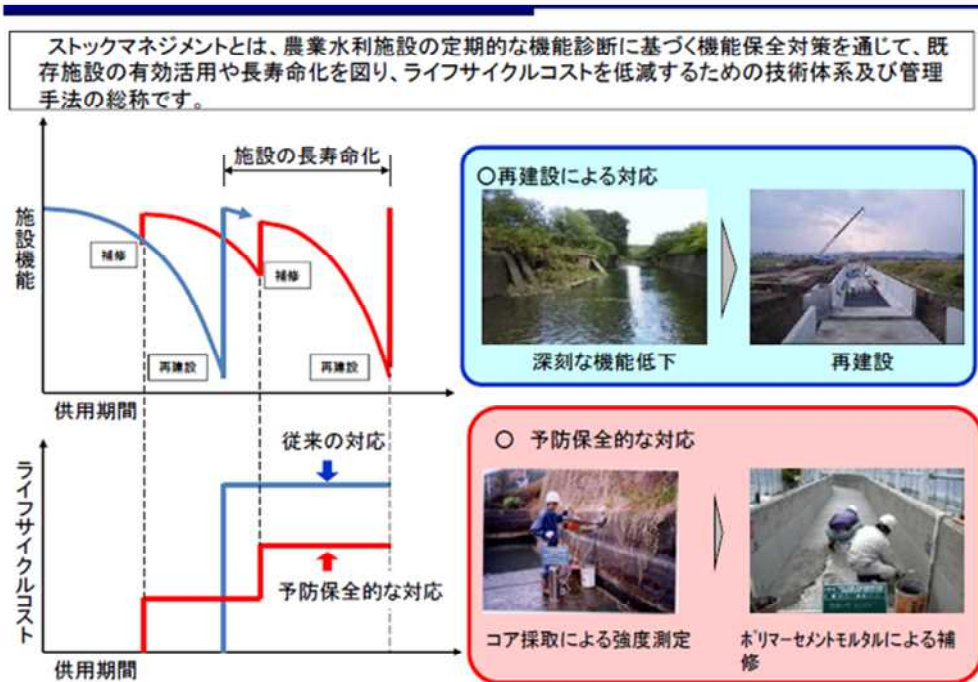 ストックマネジメントとは、農業水利施設の定期的な機能診断に基づく機能保全対策を通じて、既
存施設の有効活用や長寿命化を図り、ライフサイクルコストを低減するための技術体系及び管理
手法の総称です。
施設の長寿命化
施設機能
補修
補修
再建設
再建設
供用期間
従来の対応
予防保全的な対応
ライフサイクルコスト
供用期間
○再建設による対応
深刻な機能低下
再建設
○ 予防保全的な対応
コア採取による強度測定
ポリマーセメントモルタルによる補
修